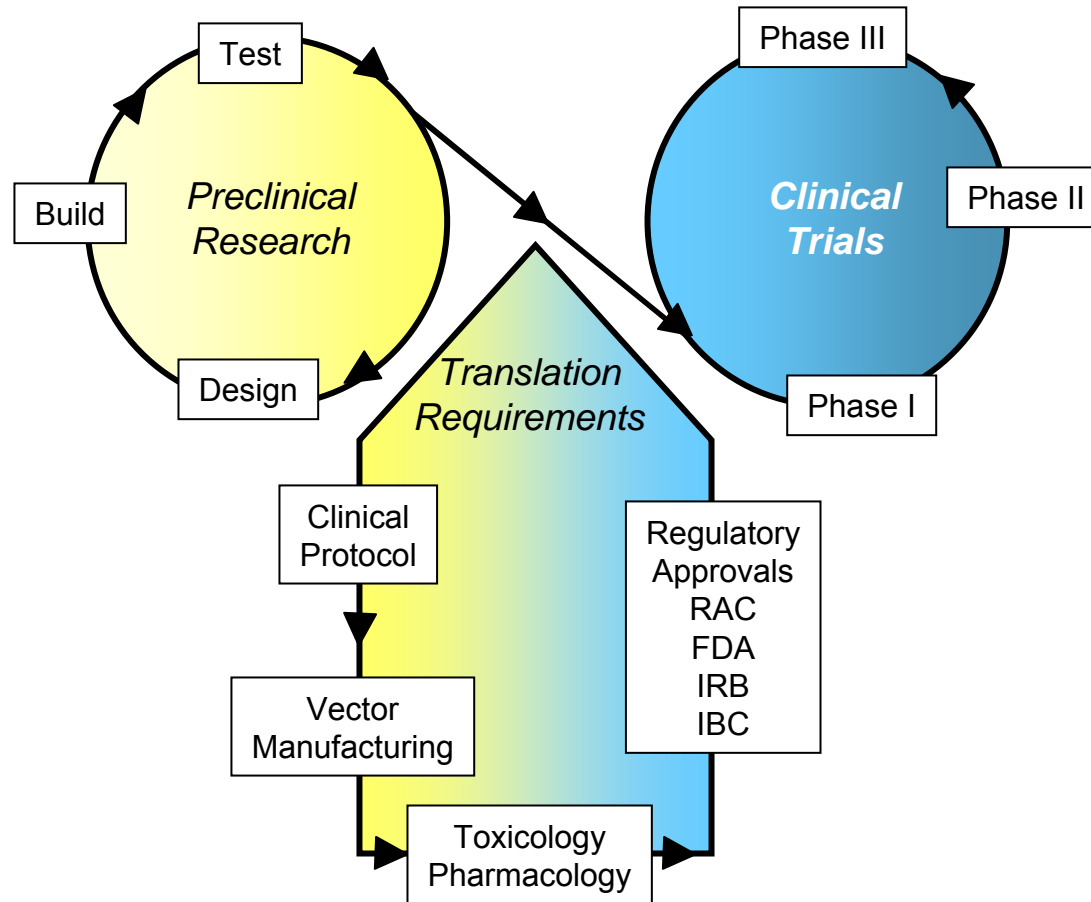 Test
Preclinical
Research
Build
Design
Phase III
Clinical
Trials
Phase II
Phase I
Translation
Requirements
Clinical
Protocol
Vector
Manufacturing
Toxicology
Pharmacology
Regulatory
Approvals
RAC
FDA
IRB
IBC